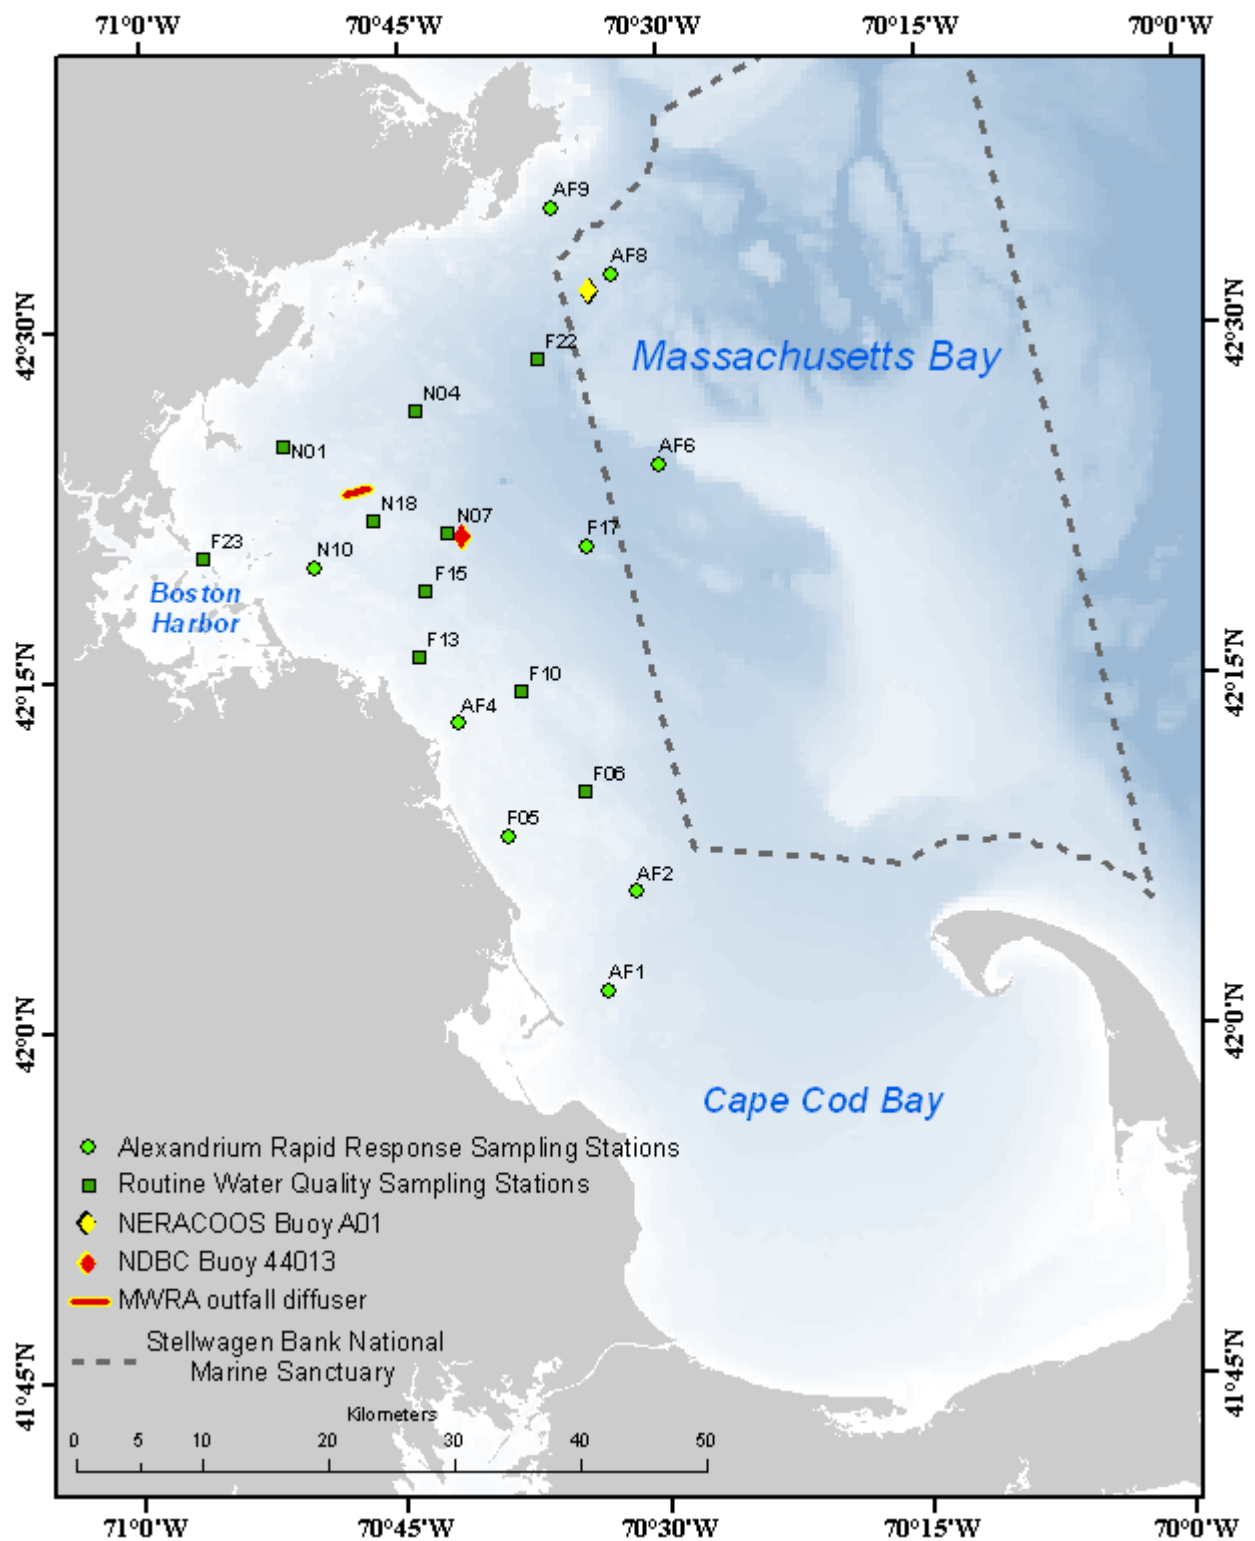 71°0'W 70°45'W 70°30'W 70°15'W 70°0'W
AF9
AF8
42°30'N
42°30'N
F22
Massachusetts Bay
N04
AF6
N01
N18
N07
F17
F23
N10
F15
Boston
Harbor
F13
F10
42°15'N
42°15'N
AF4
F06
F05
AF2
AF1
42°0'N
42°0'N
Cape Cod Bay
Alexandrium Rapid Response Sampling Stations
Routine Water Quality Sampling Stations
NERACOOS Buoy A01
NDBC Buoy 44013
MWRA outfall diffuser
Stellwagen Bank National
Marine Sanctuary
41°45'N
41°45'N
Kilometers
0 5 10 20 30 40 50
71°0'W 70°45'W 70°30'W 70°15'W 70°0'W